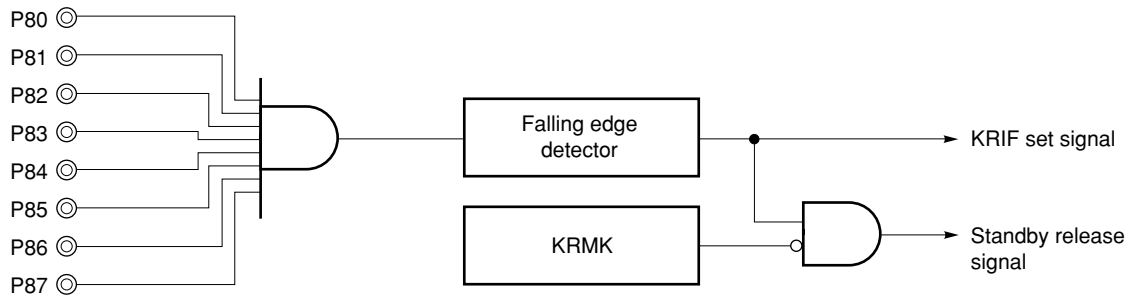 P80
P81
P82
P83
P84
P85
P86
P87
Falling edge
detector
KRMK
KRIF set signal
Standby release
signal